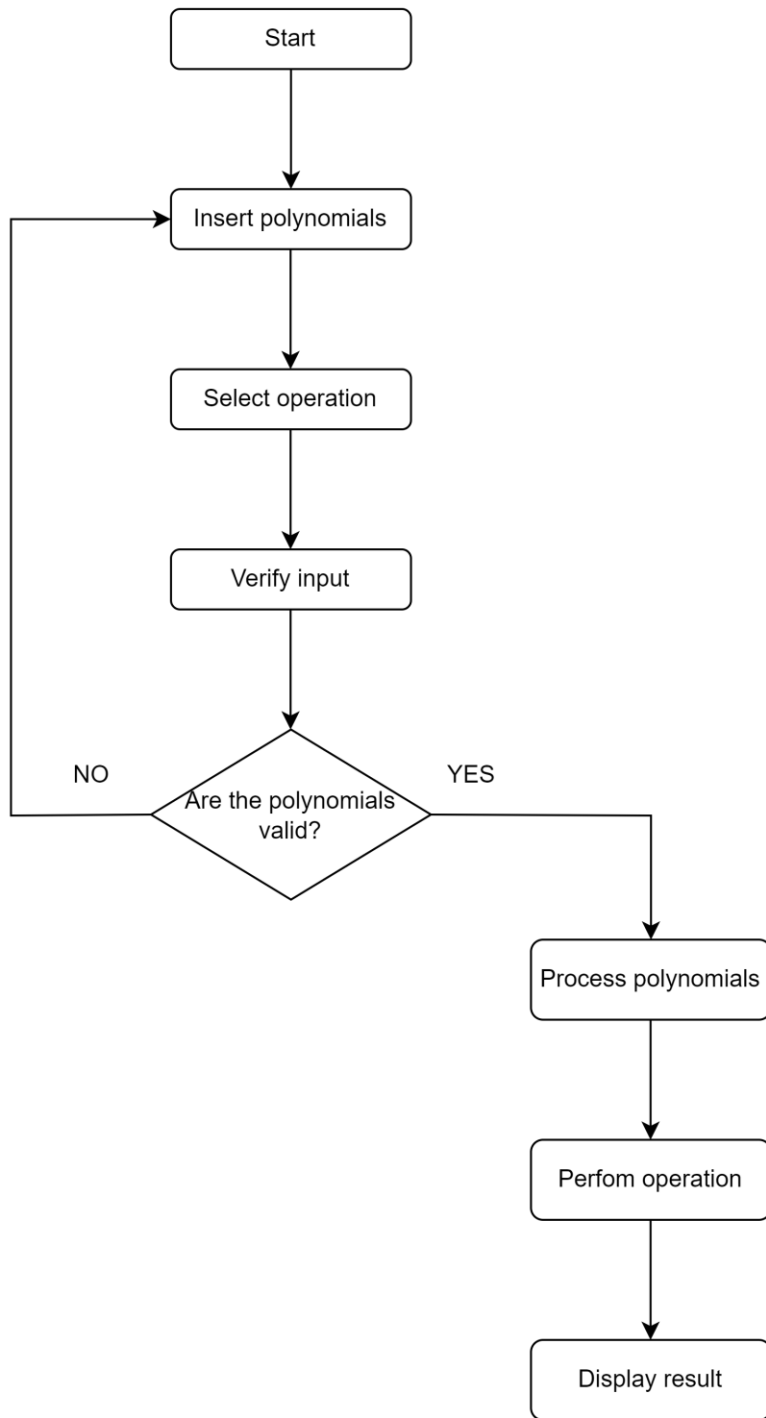 Start
Insert polynomials
Select operation
Verify input
NO
YES
Are the polynomials
valid?
Process polynomials
Perfom operation
Display result